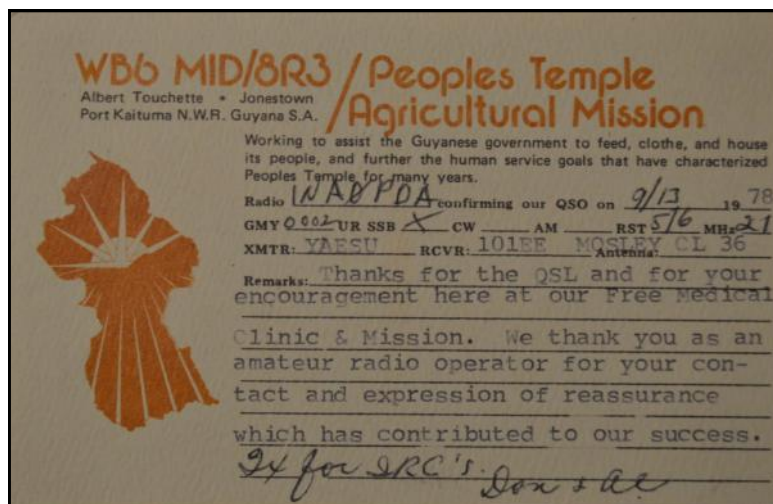 WB6 MID/8R3 / Peoples Temple
Albert Touchette • Jonestown
Port Kaituma N.W.R. Guyana S.A. / Agricultural Mission
Working to assist the Guyanese government to feed, clothe, and house
its people, and further the human service goals that have characterized
Peoples Temple for many years.
Radio confirming our QSO on 9/13 1978
GMY 0002 UR SSB X CW AM RST 5/6 MHz 21
XMTR: YAESU RCVR: 101EE MOSLEY CL 36 Antenna:
Remarks: Thanks for the QSL and for your
encouragement here at our Free Medical
Clinic & Mission. We thank you as an
amateur radio operator for your con-
tact and expression of reassurance
which has contributed to our success.
Tx for IRC's. Don & Al